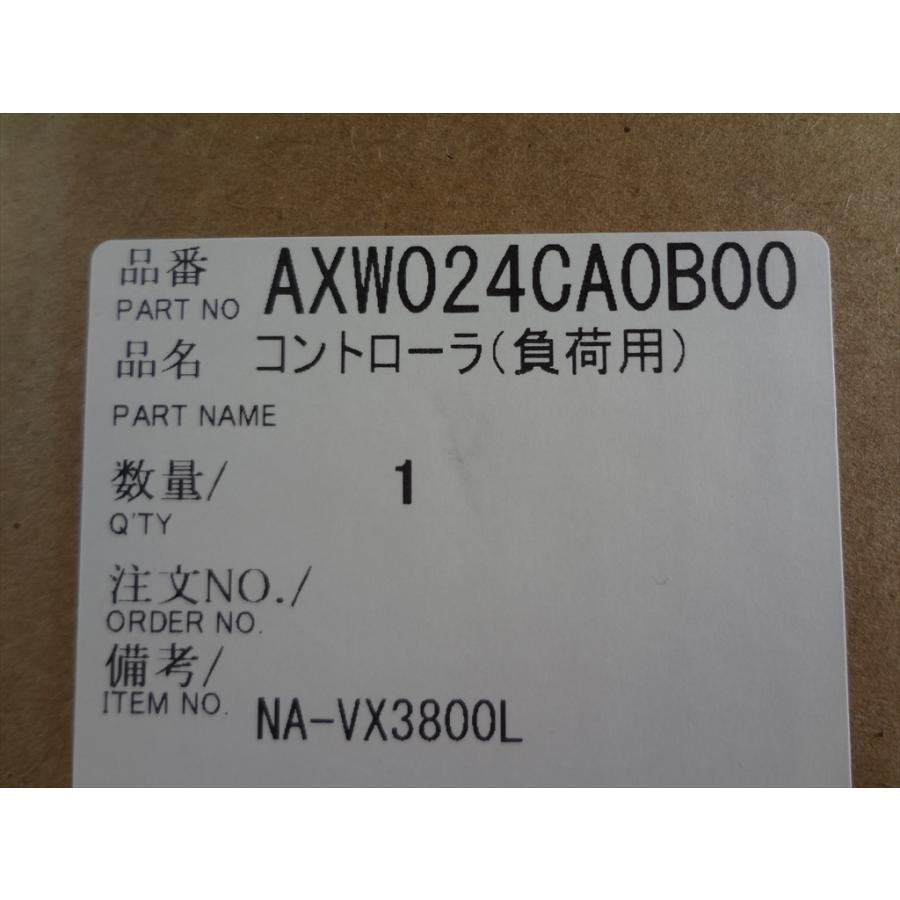 品番 AXW024CA0B00
PART NO
品名 コントローラ(負荷用)
PART NAME
数量/ 1
Q'TY
注文NO./
ORDER NO.
備考/
ITEM NO. NA-VX3800L